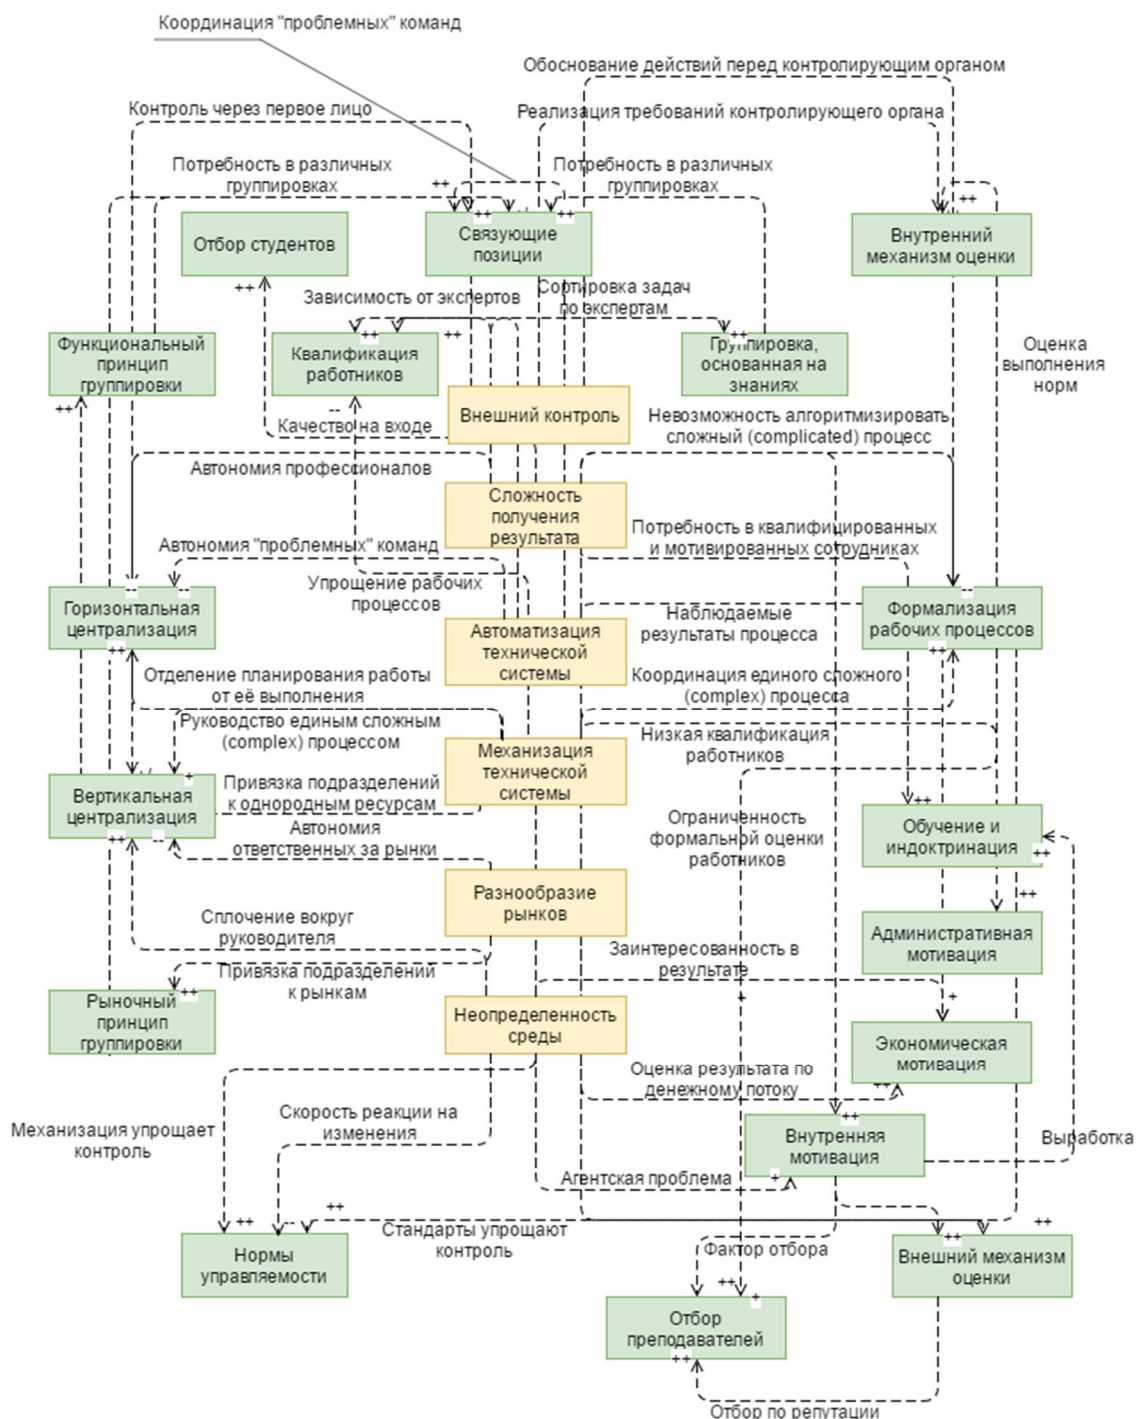 Координация "проблемных" команд
Обоснование действий перед контролирующим органом
Контроль через первое лицо
Реализация требований контролирующего органа
Потребность в различных
группировках
++
Потребность в различных
группировках
++
++
++
Отбор студентов
Связующие
позиции
Внутренний
механизм оценки
++
Зависимость от экспертов
Сортировка задач
по экспертам
++
++
++
Функциональный
принцип
группировки
Квалификация
работников
Группировка,
основанная на
знаниях
Оценка
выполнения
норм
++
--
Внешний контроль
Качество на входе
Невозможность алгоритмизировать
сложный (complicated) процесс
Автономия профессионалов
Сложность
получения
результата
Потребность в квалифицированных
и мотивированных сотрудниках
Автономия "проблемных" команд
Упрощение рабочих
процессов
--
--
--
Горизонтальная
централизация
++
Автоматизация
технической
системы
Наблюдаемые
результаты процесса
Формализация
рабочих процессов
++
Отделение планирования работы
от её выполнения
Координация единого сложного
(complex) процесса
Руководство единым сложным
(complex) процессом
Низкая квалификация
работников
+
Механизация
технической
системы
Вертикальная
централизация
++
--
Привязка подразделений
к однородным ресурсам
Автономия
ответственных за рынки
Ограниченность
формальной оценки
работников
++
Обучение и
индоктринация
++
Разнообразие
рынков
++
Сплочение вокруг
руководителя
Административная
мотивация
Заинтересованность в
результате
Привязка подразделений
к рынкам
++
Рыночный
принцип
группировки
Неопределенность
среды
+
+
Экономическая
мотивация
++
Оценка результата по
денежному потоку
Скорость реакции на
изменения
Механизация упрощает
контроль
++
Внутренняя
мотивация
+
Выработка
Агентская проблема
++
--
++
Стандарты упрощают
контроль
++
++
Нормы
управляемости
Фактор отбора
Внешний механизм
оценки
++
+
Отбор
преподавателей
++
Отбор по репутации